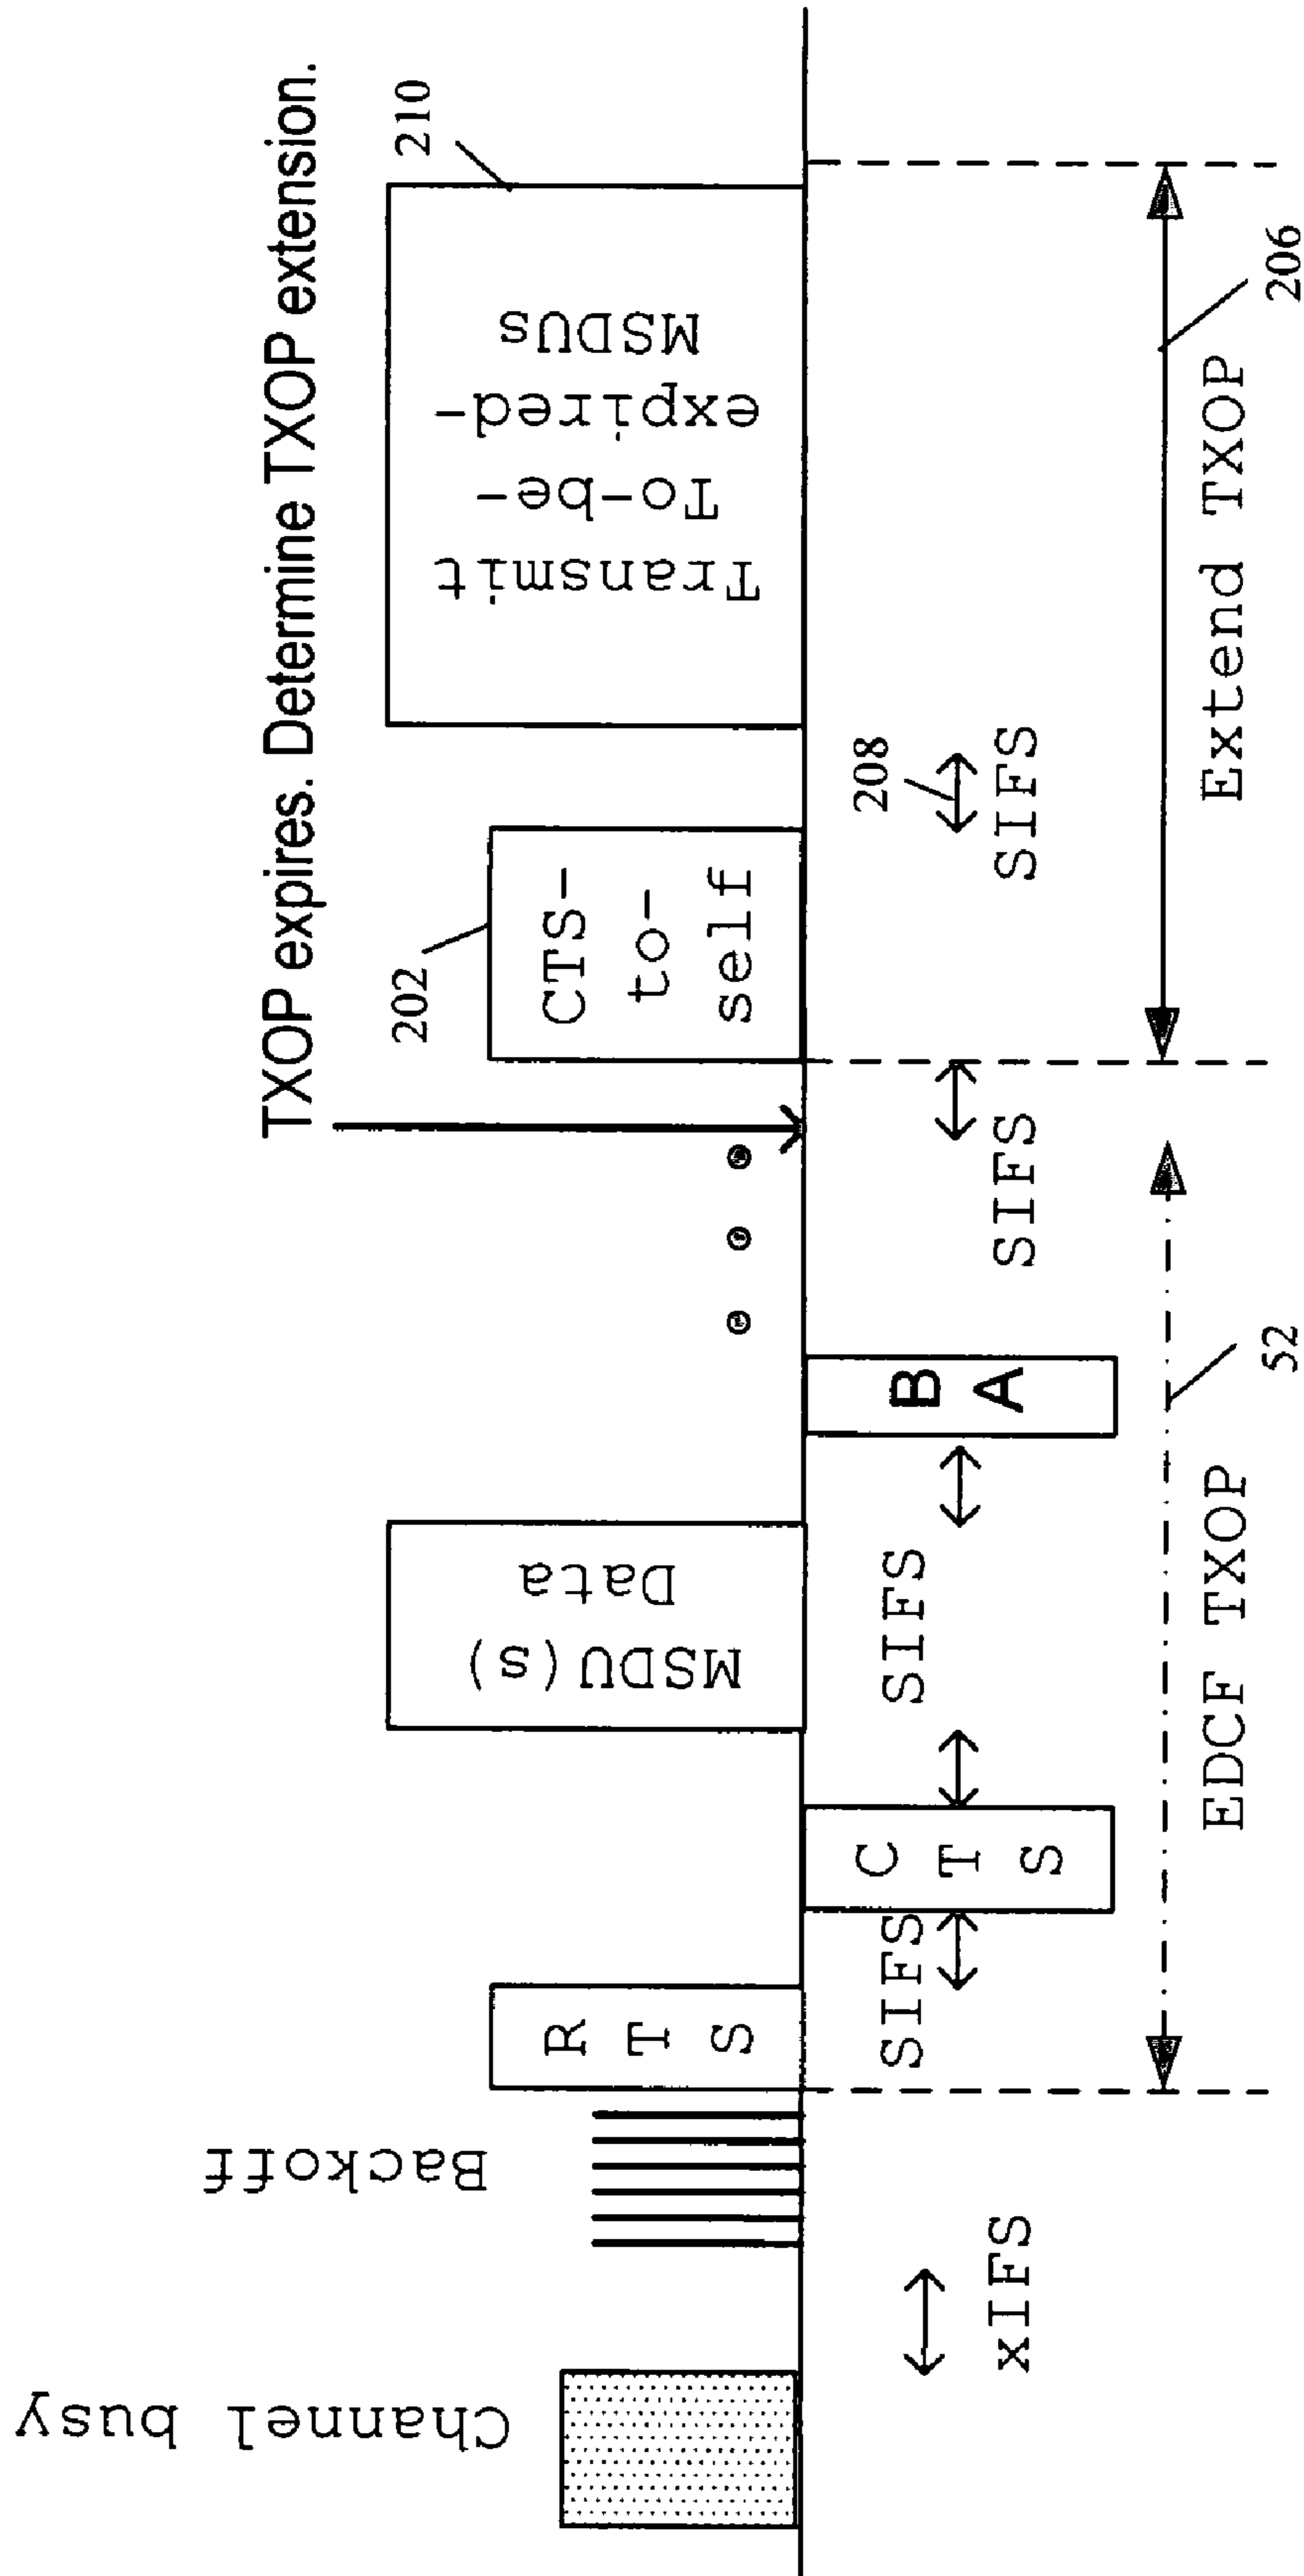 TXOP expires. Determine TXOP extension.
Channel busy
Backoff
R
T
S
MSDU(s)
Data
202
CTS-
to-
self
Transmit
To-be-
expired-
MSDUs
210
xIFS
SIFS
C
T
S
SIFS
B
A
SIFS
208
SIFS
EDCF TXOP
52
Extend TXOP
206